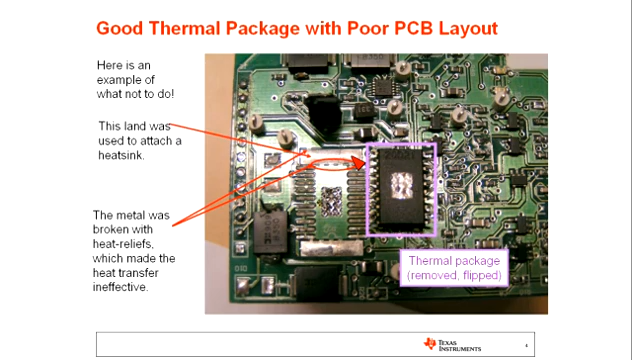 Good Thermal Package with Poor PCB Layout
Here is an
example of
what not to do!
This land was
used to attach a
heatsink.
The metal was
broken with
heat-reliefs,
which made the
heat transfer
ineffective.
Thermal package
(removed, flipped)
TEXAS
INSTRUMENTS